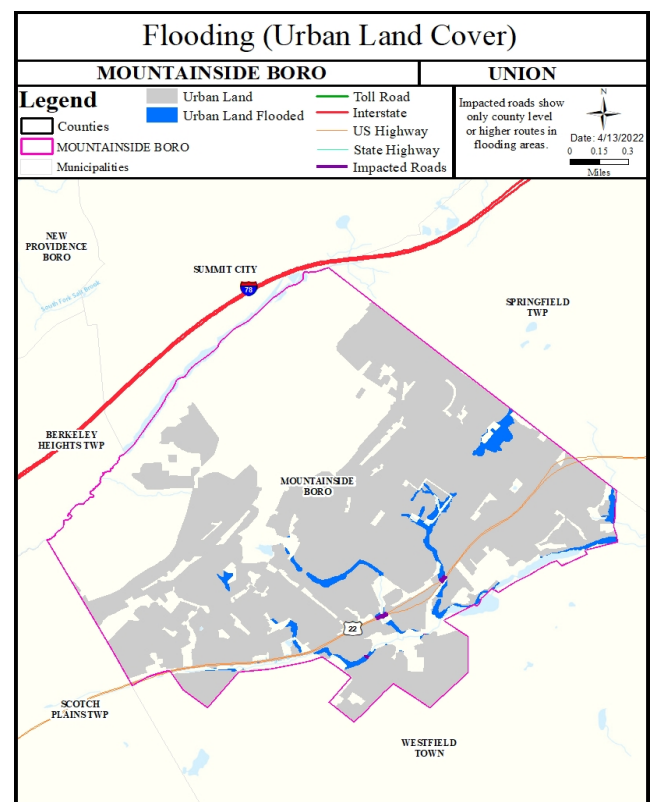 Flooding (Urban Land Cover)
MOUNTAINSIDE BORO
UNION
Legend
Counties
MOUNTAINSIDE BORO
Municipalities
Urban Land
Urban Land Flooded
Toll Road
Interstate
US Highway
State Highway
Impacted Roads
Impacted roads show
only county level
or higher routes in
flooding areas.
N
Date: 4/13/2022
0 0.15 0.3
Miles
NEW
PROVIDENCE
BORO
SUMMIT CITY
78
SPRINGFIELD
TWP
BERKELEY
HEIGHTS TWP
MOUNTAINSIDE
BORO
22
SCOTCH
PLAINS TWP
WESTFIELD
TOWN